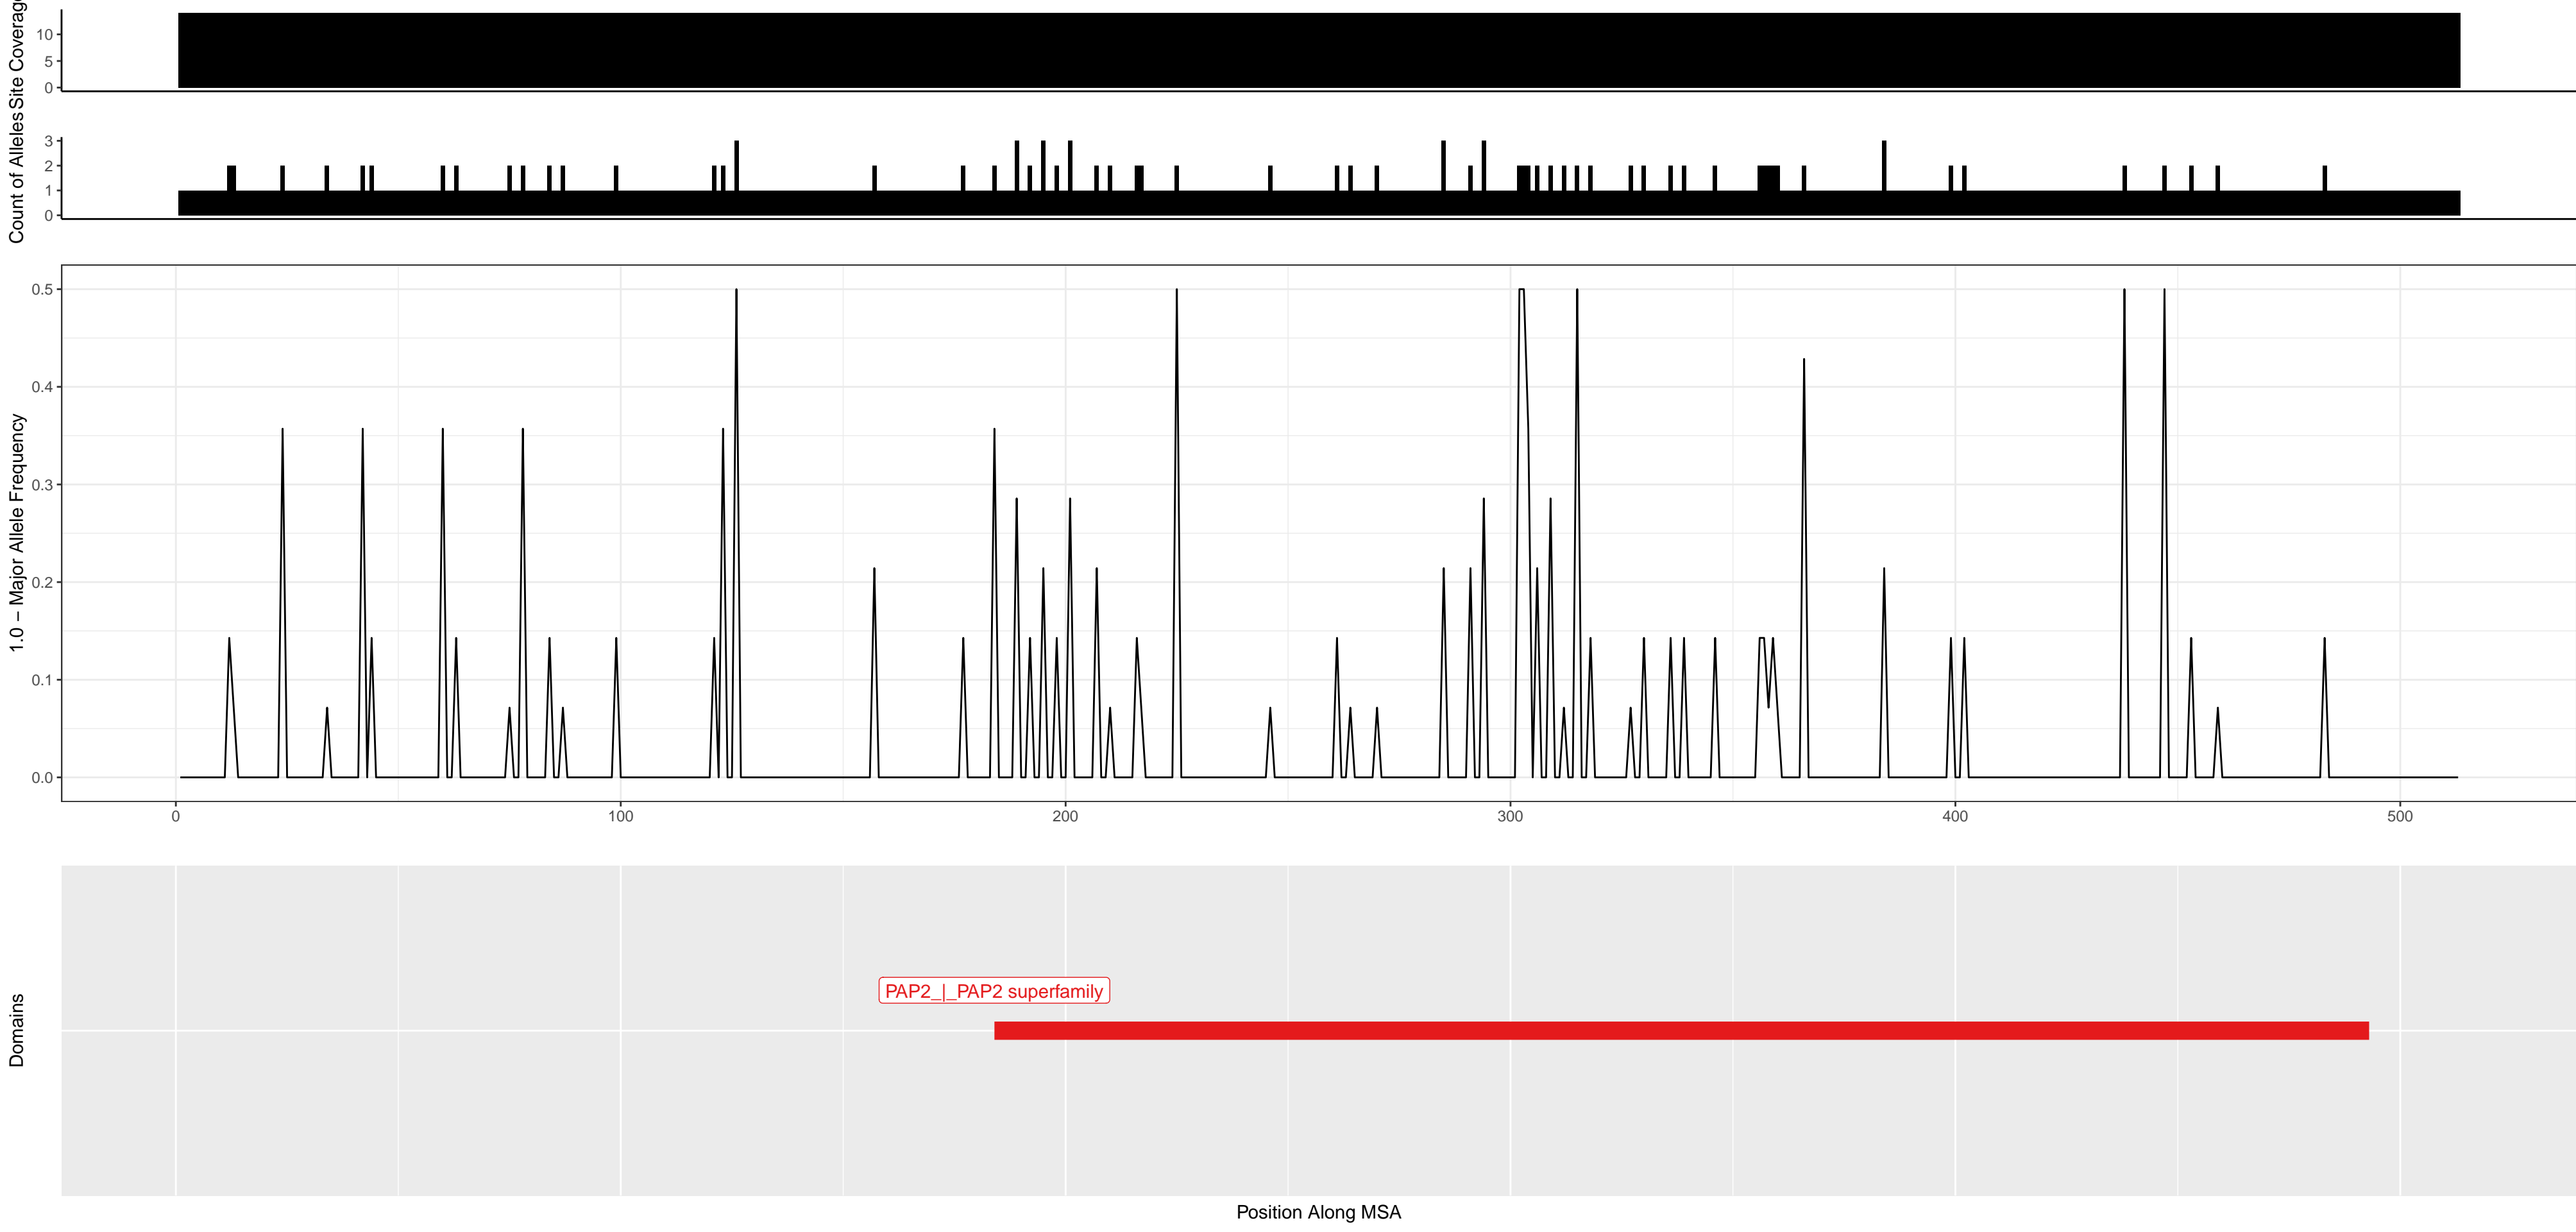 Site Coverage
10
5
0
Count of Alleles
3
2
1
0
1.0 − Major Allele Frequency
0.5
0.4
0.3
0.2
0.1
0.0
0 100 200 300 400 500
Domains
PAP2_|_PAP2 superfamily
Position Along MSA